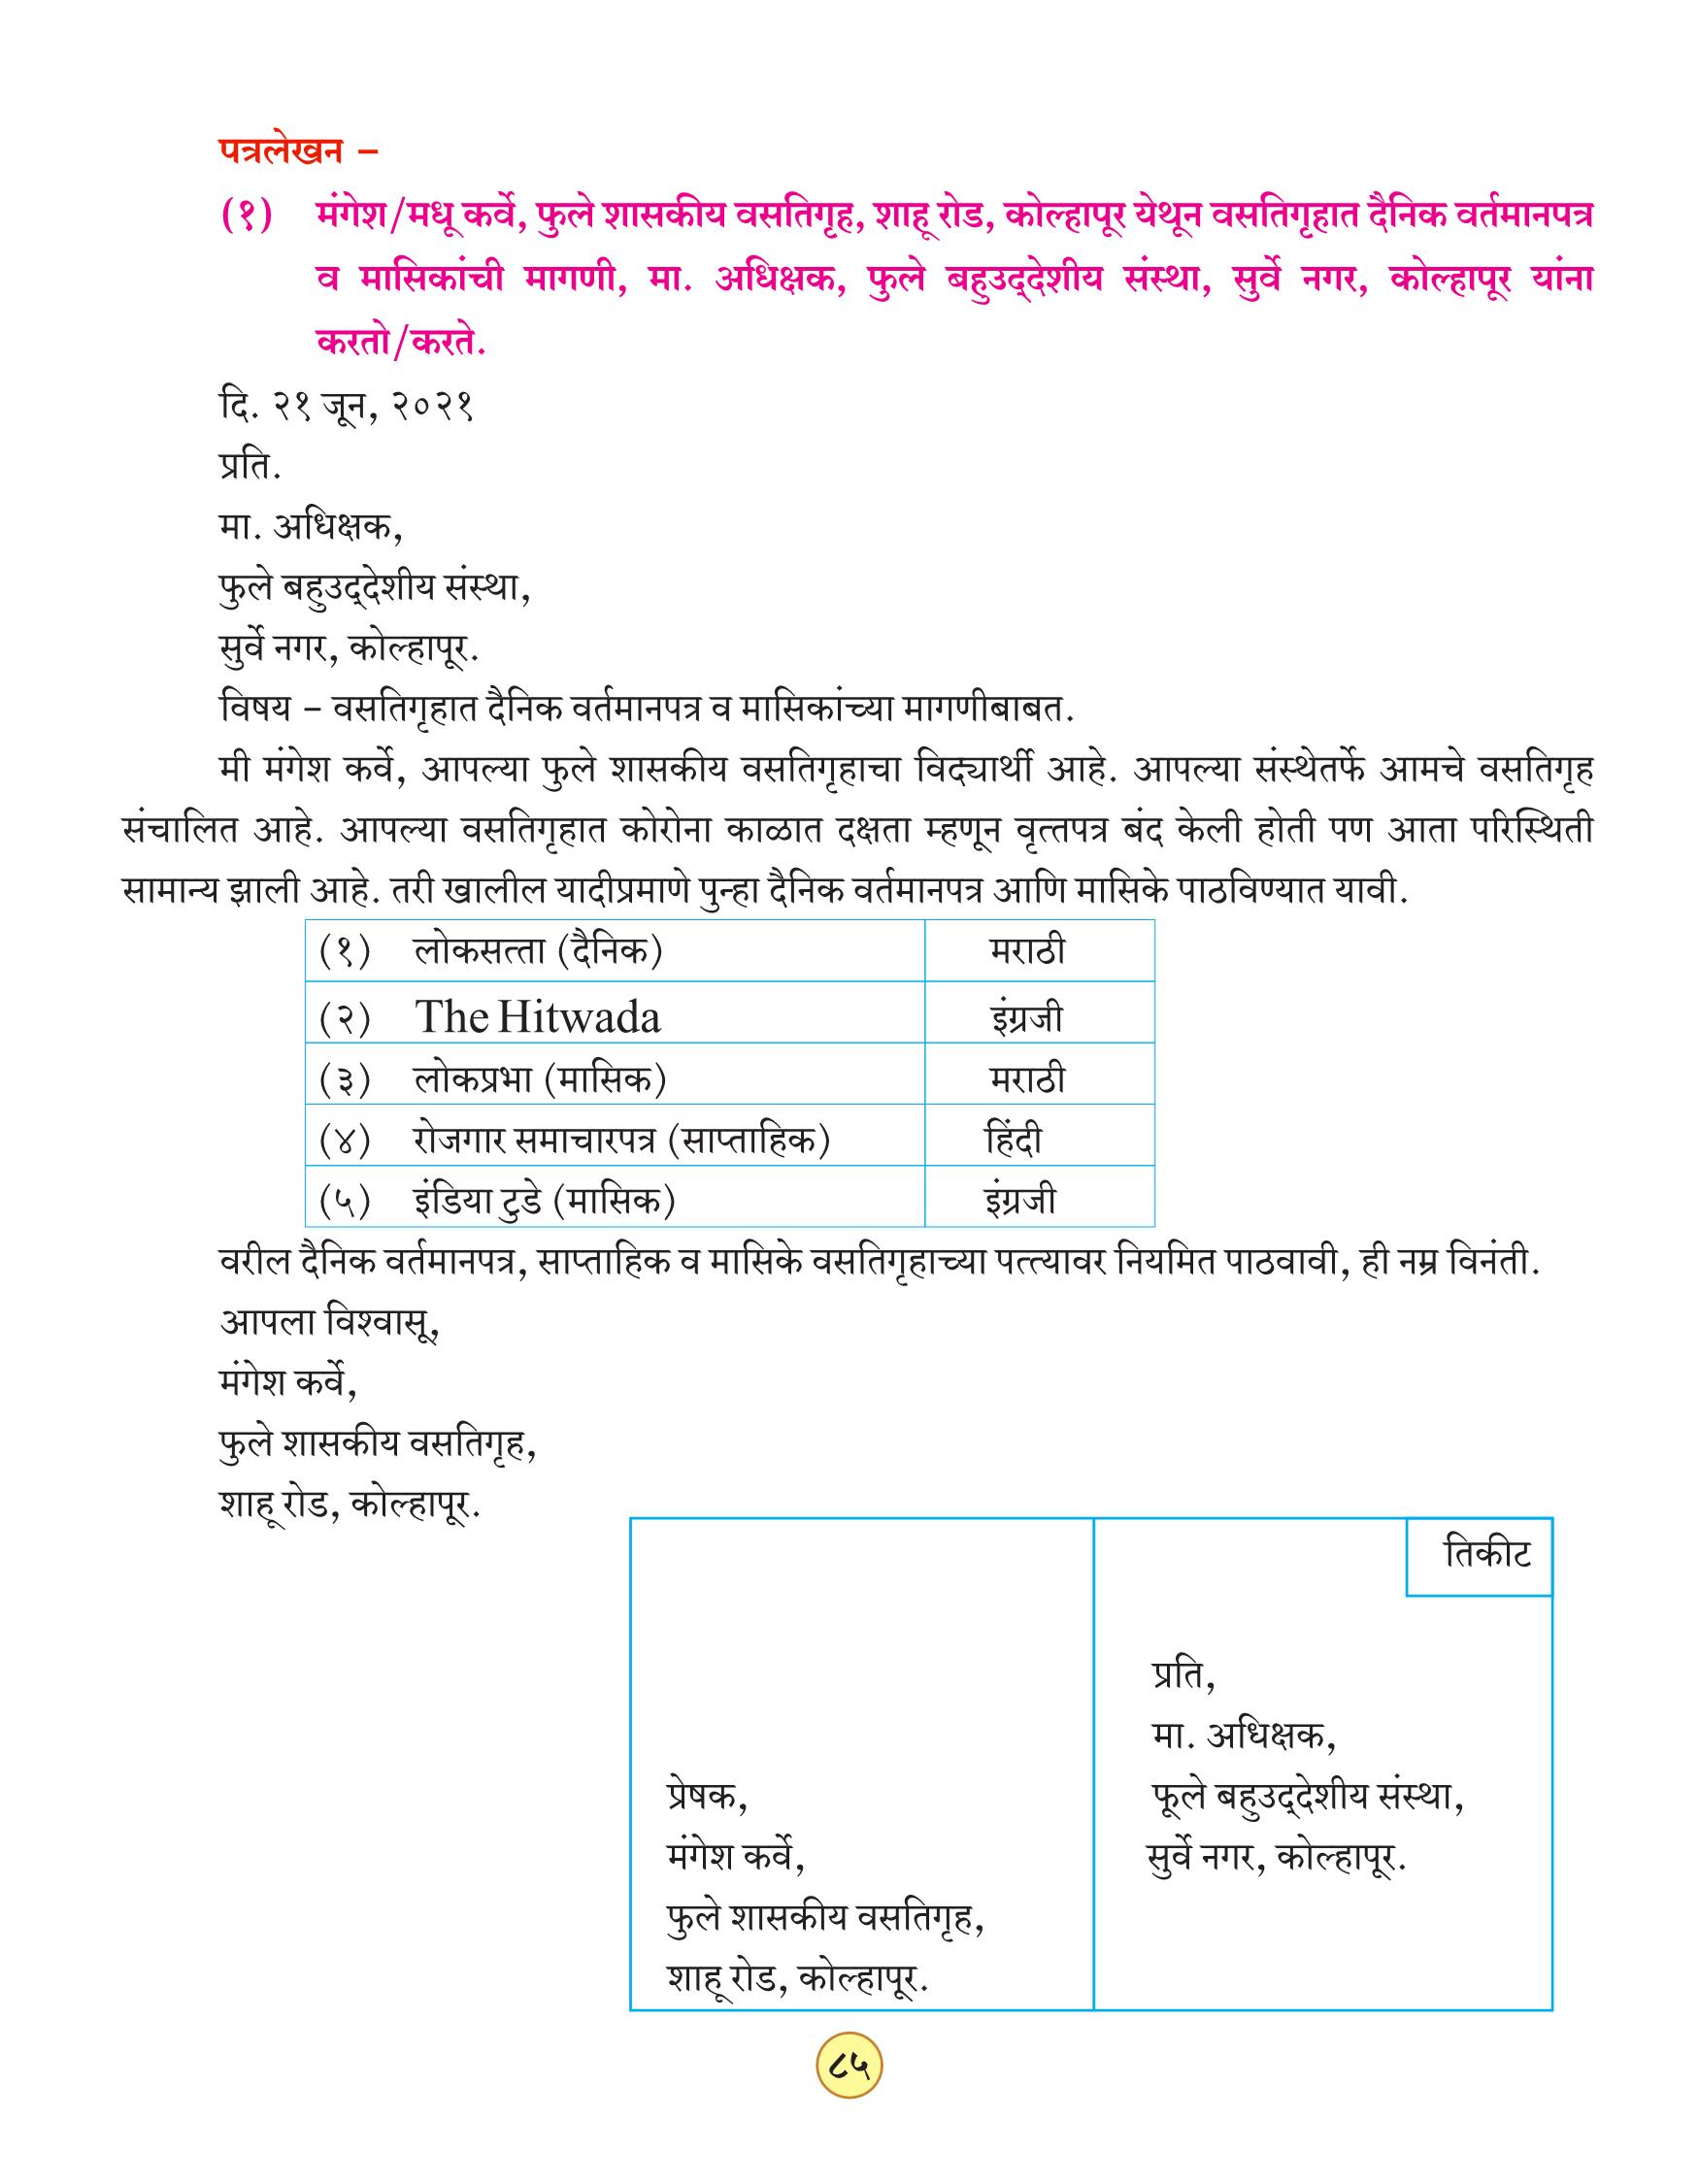 पत्रलेखन –
(१) मंगेश/मधू कर्वे, फुले शासकीय वसतिगृह, शाहू रोड, कोल्हापूर येथून वसतिगृहात दैनिक वर्तमानपत्र
व मासिकांची मागणी, मा. अधिक्षक, फुले बहुउद्‌देशीय संस्था, सुर्वे नगर, कोल्हापूर यांना
करतो/करते.
दि. २१ जून, २०२१
प्रति.
मा. अधिक्षक,
फुले बहुउद्‌देशीय संस्था,
सुर्वे नगर, कोल्हापूर.
विषय – वसतिगृहात दैनिक वर्तमानपत्र व मासिकांच्या मागणीबाबत.
मी मंगेश कर्वे, आपल्या फुले शासकीय वसतिगृहाचा विद्यार्थी आहे. आपल्या संस्थेतर्फे आमचे वसतिगृह
संचालित आहे. आपल्या वसतिगृहात कोरोना काळात दक्षता म्हणून वृत्तपत्र बंद केली होती पण आता परिस्थिती
सामान्य झाली आहे. तरी खालील यादीप्रमाणे पुन्हा दैनिक वर्तमानपत्र आणि मासिके पाठविण्यात यावी.
(१) लोकसत्ता (दैनिक) मराठी
(२) The Hitwada इंग्रजी
(३) लोकप्रभा (मासिक) मराठी
(४) रोजगार समाचारपत्र (साप्ताहिक) हिंदी
(५) इंडिया टुडे (मासिक) इंग्रजी
वरील दैनिक वर्तमानपत्र, साप्ताहिक व मासिके वसतिगृहाच्या पत्त्यावर नियमित पाठवावी, ही नम्र विनंती.
आपला विश्वासू,
मंगेश कर्वे,
फुले शासकीय वसतिगृह,
शाहू रोड, कोल्हापूर.
तिकीट
प्रति,
मा. अधिक्षक,
फूले बहुउद्‌देशीय संस्था,
सुर्वे नगर, कोल्हापूर.
प्रेषक,
मंगेश कर्वे,
फुले शासकीय वसतिगृह,
शाहू रोड, कोल्हापूर.
८५